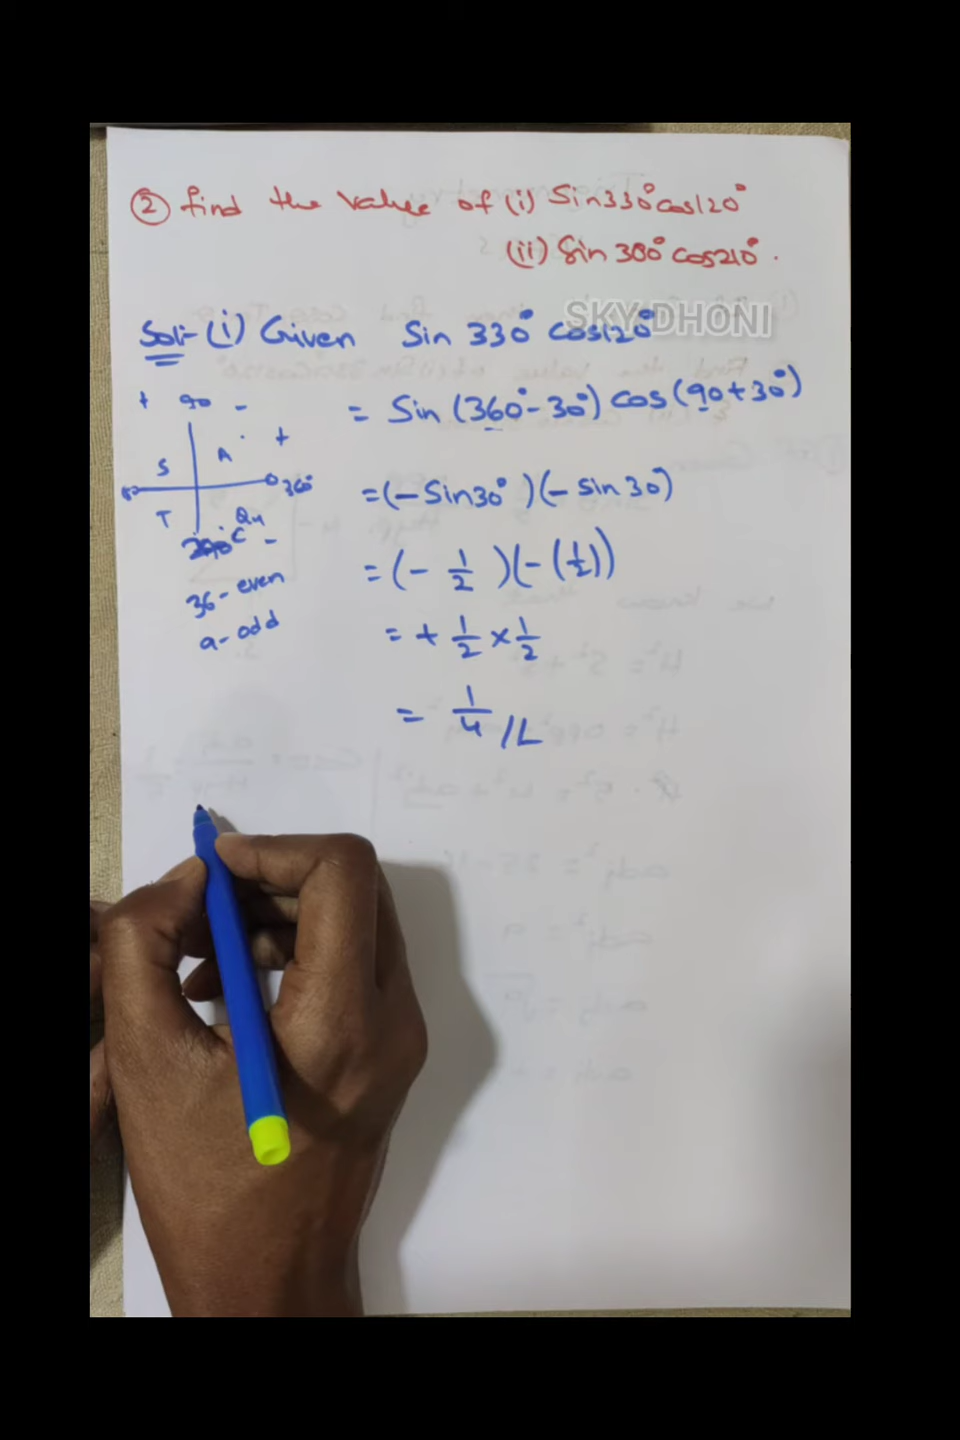 ② find the value of (i) Sin330°cos120°
(ii) Sin 300° cos210°.
SKY DHONI
Sol:- (i) Given Sin 330° cos120°
= Sin (360°-30°) cos (90+30°)
= (- Sin30°)(- sin 30)
= (- 1/2 )(- (1/2))
= + 1/2 × 1/2
= 1/4 //
+ 90 -
S A +
360°
T Q4
C -
36 - even
9 - odd